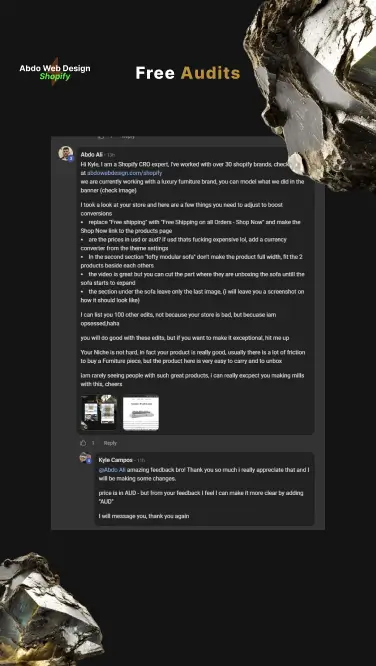 Abdo Web Design
Shopify
Free Audits
Reply
Abdo Ali · 13h
Hi Kyle, I am a Shopify CRO expert, I've worked with over 30 shopify brands, check
at abdowebdesign.com/shopify
we are currently working with a luxury furniture brand, you can model what we did in the
banner (check image)
I took a look at your store and here are a few things you need to adjust to boost
conversions
• replace "Free shipping" with "Free Shipping on all Orders - Shop Now" and make the
Shop Now link to the products page
• are the prices in usd or aud? if usd thats fucking expensive lol, add a currency
converter from the theme settings
• In the second section "lofty modular sofa" don't make the product full width, fit the 2
products beside each others
• the video is great but you can cut the part where they are unboxing the sofa untill the
sofa starts to expand
• the section under the sofa leave only the last image, (i will leave you a screenshot on
how it should look like)
I can list you 100 other edits, not because your store is bad, but becuase iam
opsessed,haha
you will do good with these edits, but if you want to make it exceptional, hit me up
Your Niche is not hard, in fact your product is really good, usually there is a lot of friction
to buy a Furniture piece, but the product here is very easy to carry and to unbox
iam rarely seeing people with such great products, i can really excpect you making mills
with this, cheers
1 Reply
Kyle Campos · 11h
@Abdo Ali amazing feedback bro! Thank you so much i really appreciate that and I
will be making some changes.
price is in AUD - but from your feedback I feel I can make it more clear by adding
"AUD"
I will message you, thank you again